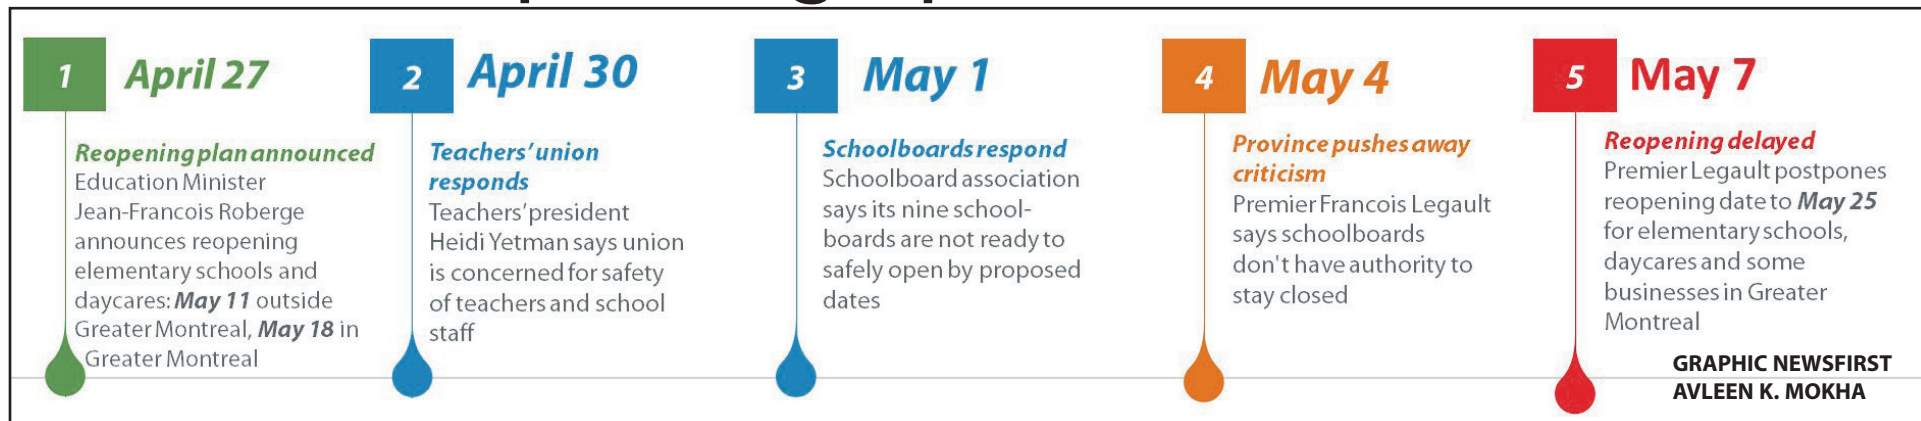 1 April 27
Reopening plan announced
Education Minister
Jean-Francois Roberge
announces reopening
elementary schools and
daycares: May 11 outside
Greater Montreal, May 18 in
Greater Montreal
2 April 30
Teachers' union
responds
Teachers' president
Heidi Yetman says union
is concerned for safety
of teachers and school
staff
3 May 1
Schoolboards respond
Schoolboard association
says its nine school-
boards are not ready to
safely open by proposed
dates
4 May 4
Province pushes away
criticism
Premier Francois Legault
says schoolboards
don't have authority to
stay closed
5 May 7
Reopening delayed
Premier Legault postpones
reopening date to May 25
for elementary schools,
daycares and some
businesses in Greater
Montreal
GRAPHIC NEWSFIRST
AVLEEN K. MOKHA